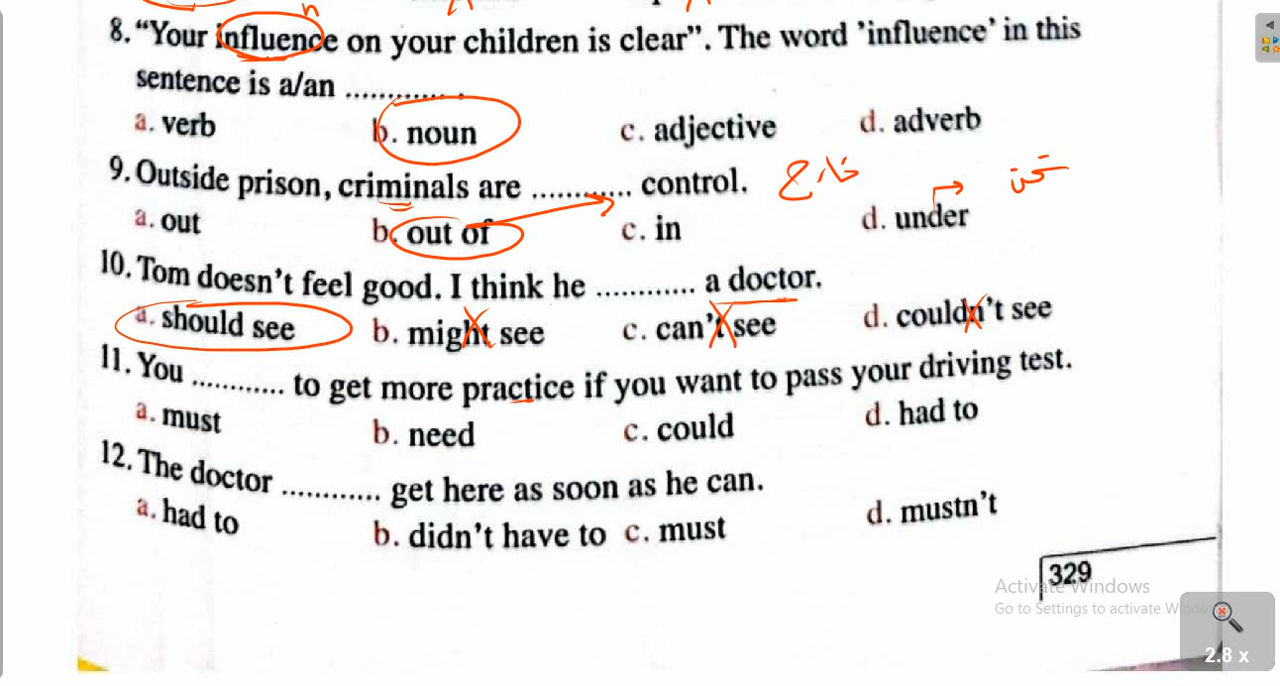 n
8. “Your influence on your children is clear”. The word ’influence’ in this
sentence is a/an ..............
a. verb b. noun c. adjective d. adverb
9. Outside prison, criminals are ............ control. خارج
a. out b. out of c. in d. under تحت
10. Tom doesn’t feel good. I think he ............ a doctor.
a. should see b. might see c. can’t see d. couldn’t see
11. You ............ to get more practice if you want to pass your driving test.
a. must b. need c. could d. had to
12. The doctor ............ get here as soon as he can.
a. had to b. didn’t have to c. must d. mustn’t
329
Activate Windows
Go to Settings to activate
2.8 x